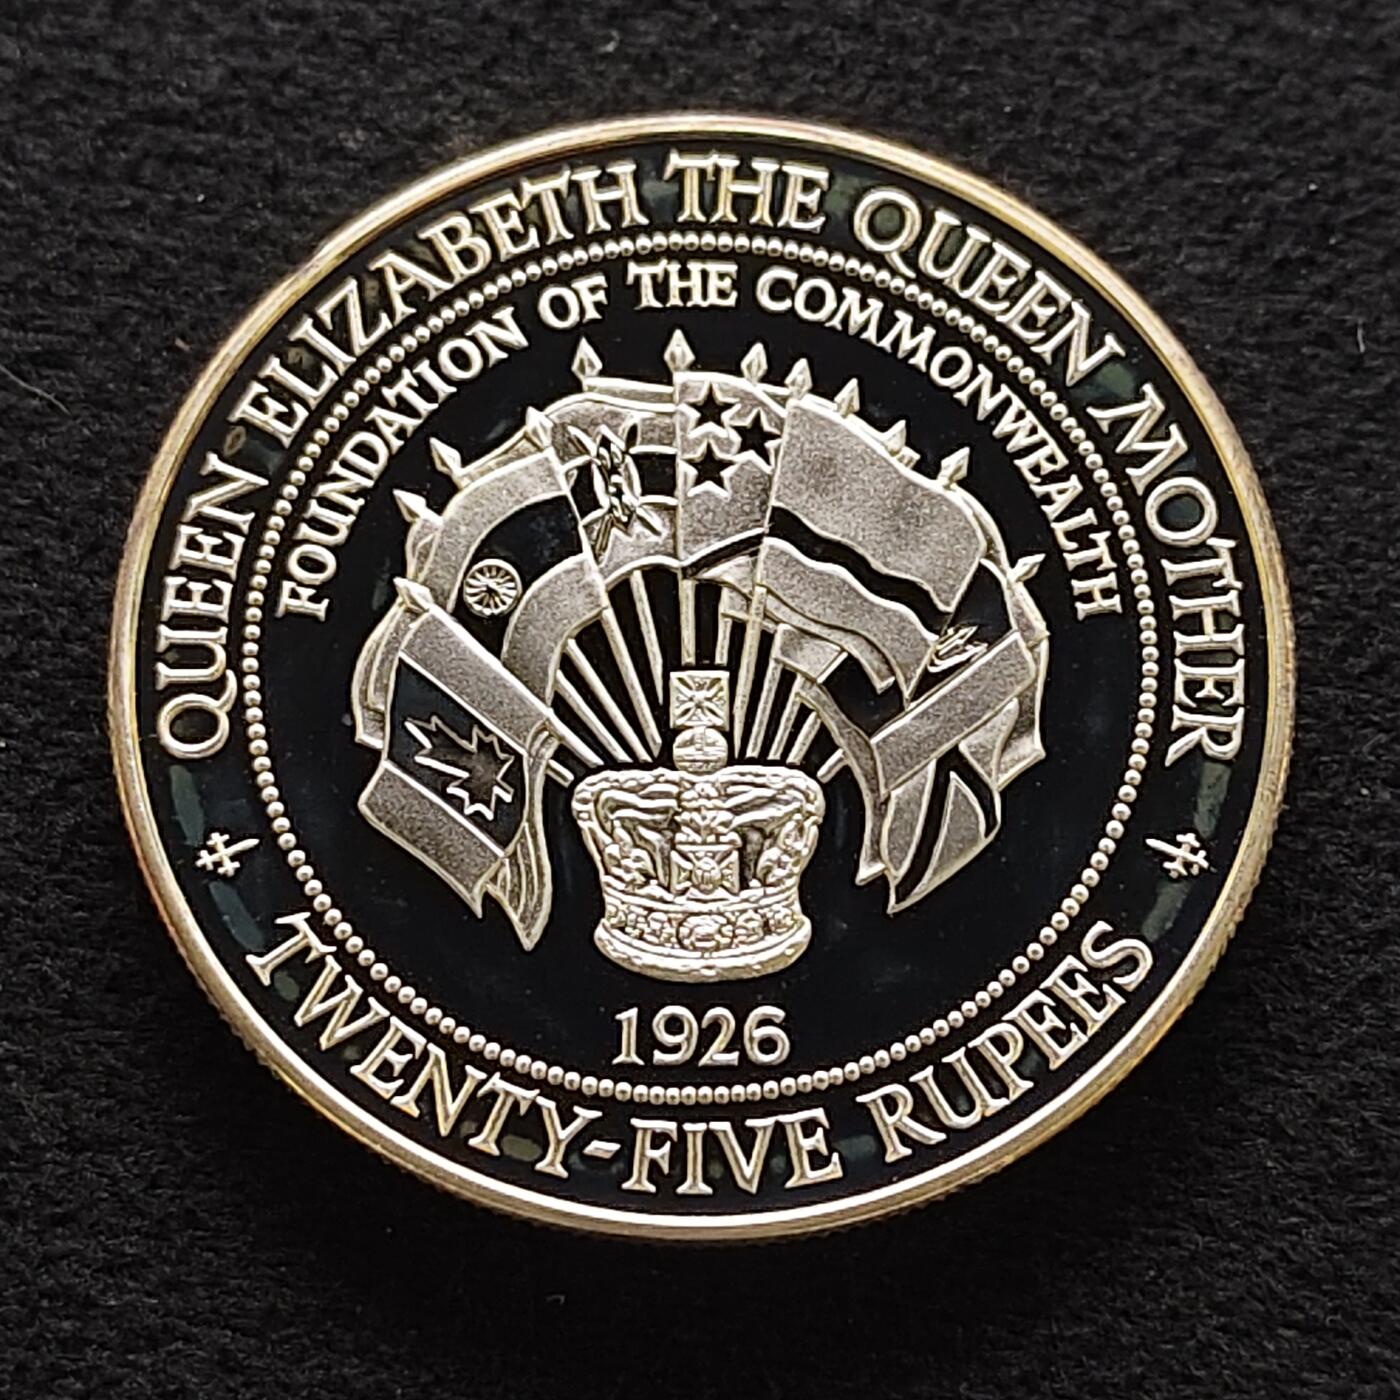 QUEEN ELIZABETH THE QUEEN MOTHER
FOUNDATION OF THE COMMONWEALTH
1926
TWENTY-FIVE RUPEES